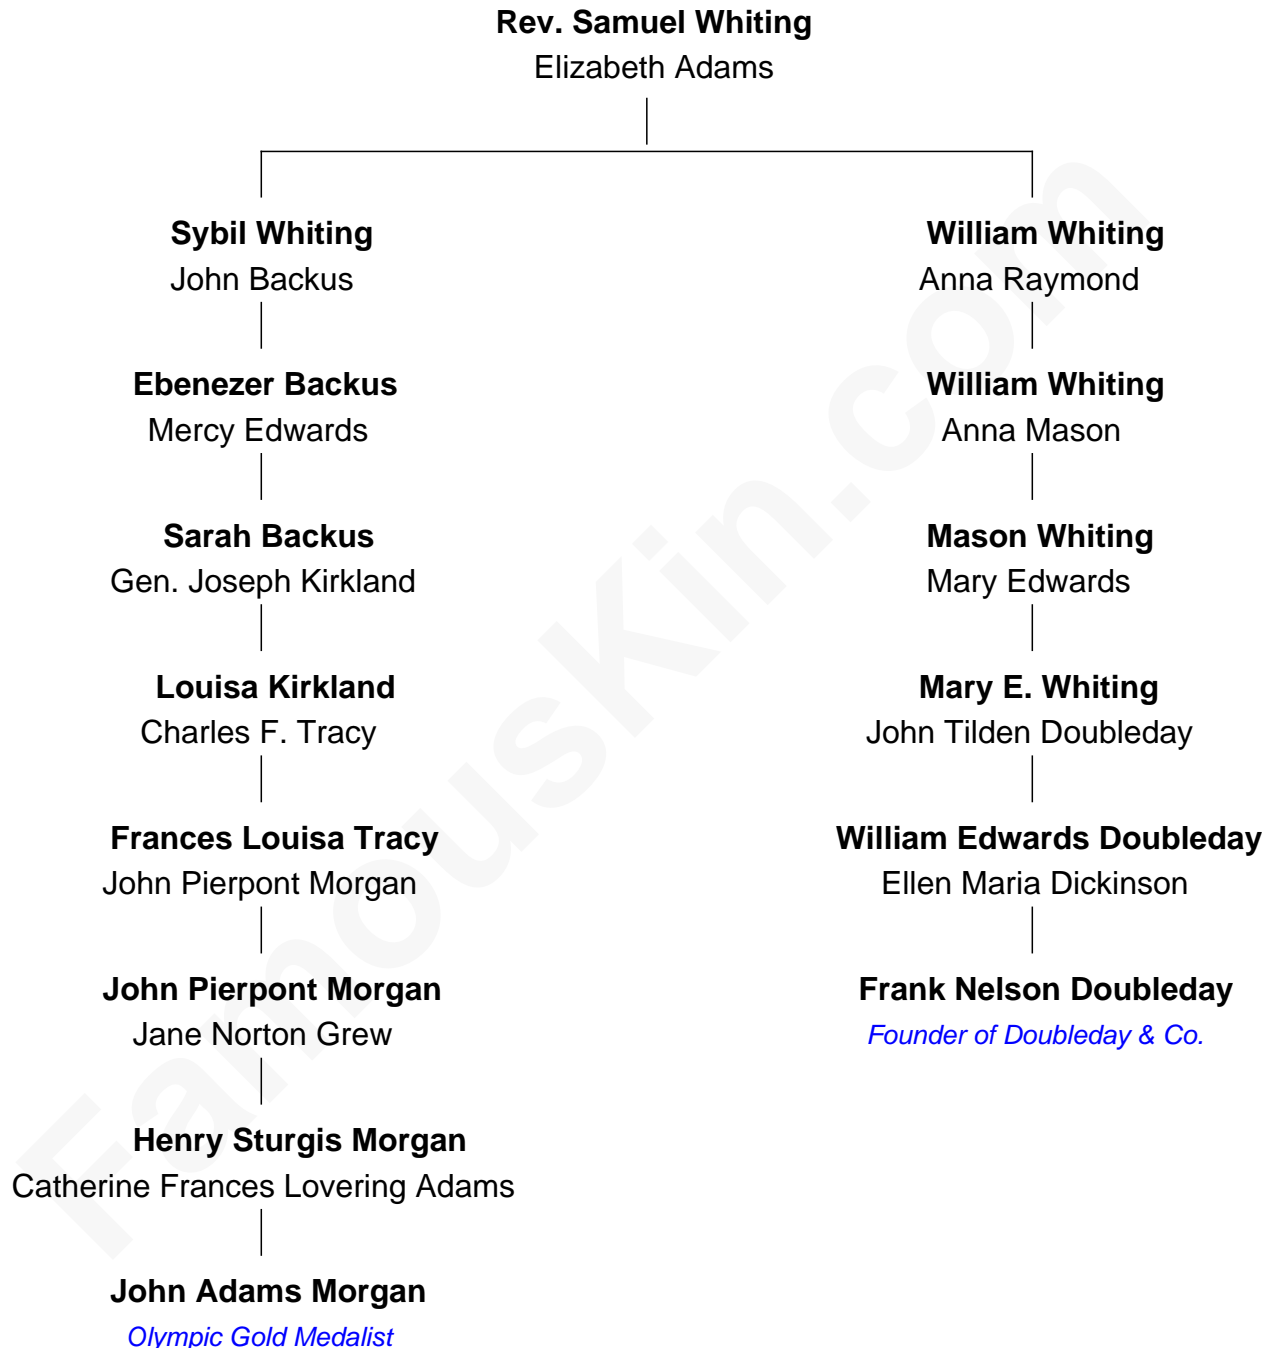 Rev. Samuel Whiting
Elizabeth Adams
Sybil Whiting
John Backus
Ebenezer Backus
Mercy Edwards
Sarah Backus
Gen. Joseph Kirkland
Louisa Kirkland
Charles F. Tracy
Frances Louisa Tracy
John Pierpont Morgan
John Pierpont Morgan
Jane Norton Grew
Henry Sturgis Morgan
Catherine Frances Lovering Adams
John Adams Morgan
Olympic Gold Medalist
William Whiting
Anna Raymond
William Whiting
Anna Mason
Mason Whiting
Mary Edwards
Mary E. Whiting
John Tilden Doubleday
William Edwards Doubleday
Ellen Maria Dickinson
Frank Nelson Doubleday
Founder of Doubleday & Co.
FamousKin.com